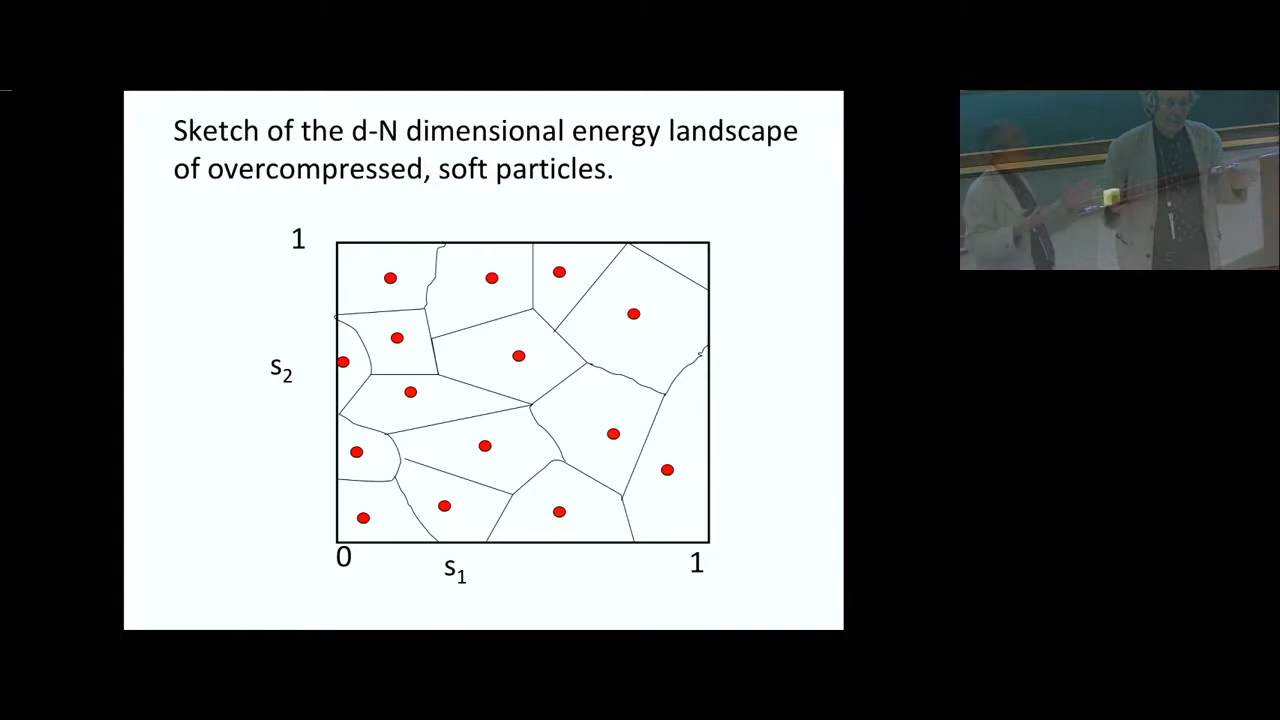 Sketch of the d-N dimensional energy landscape
of overcompressed, soft particles.
1
s2
0
s1
1